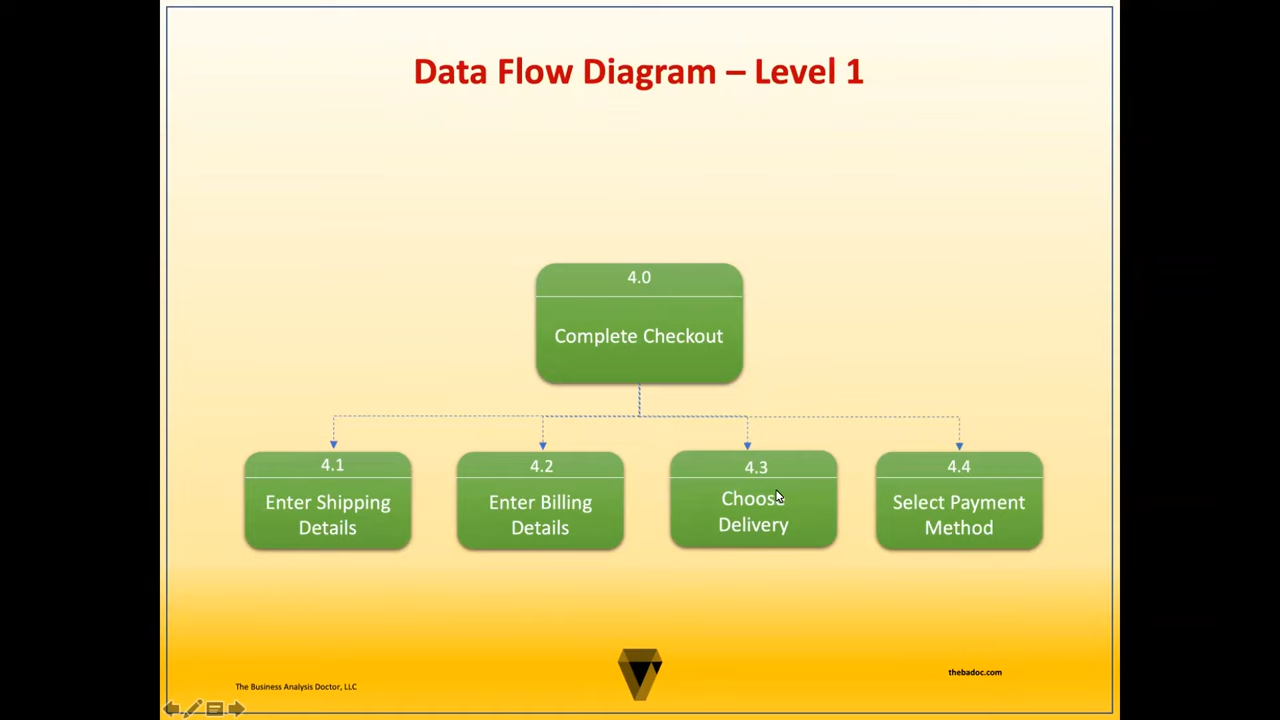 Data Flow Diagram – Level 1
4.0
Complete Checkout
4.1
Enter Shipping
Details
4.2
Enter Billing
Details
4.3
Choose
Delivery
4.4
Select Payment
Method
The Business Analysis Doctor, LLC
thebadoc.com